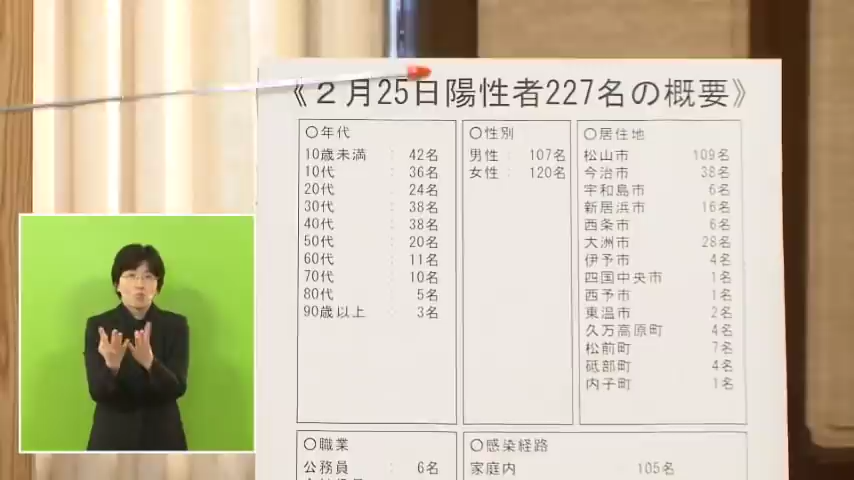 《２月25日陽性者227名の概要》
〇年代
10歳未満 : 42名
10代 : 36名
20代 : 24名
30代 : 38名
40代 : 38名
50代 : 20名
60代 : 11名
70代 : 10名
80代 : 5名
90歳以上 : 3名
〇性別
男性 : 107名
女性 : 120名
〇居住地
松山市 109名
今治市 38名
宇和島市 6名
新居浜市 16名
西条市 6名
大洲市 28名
伊予市 4名
四国中央市 1名
西予市 1名
東温市 2名
久万高原町 4名
松前町 7名
砥部町 4名
内子町 1名
〇職業
公務員 : 6名
〇感染経路
家庭内 105名